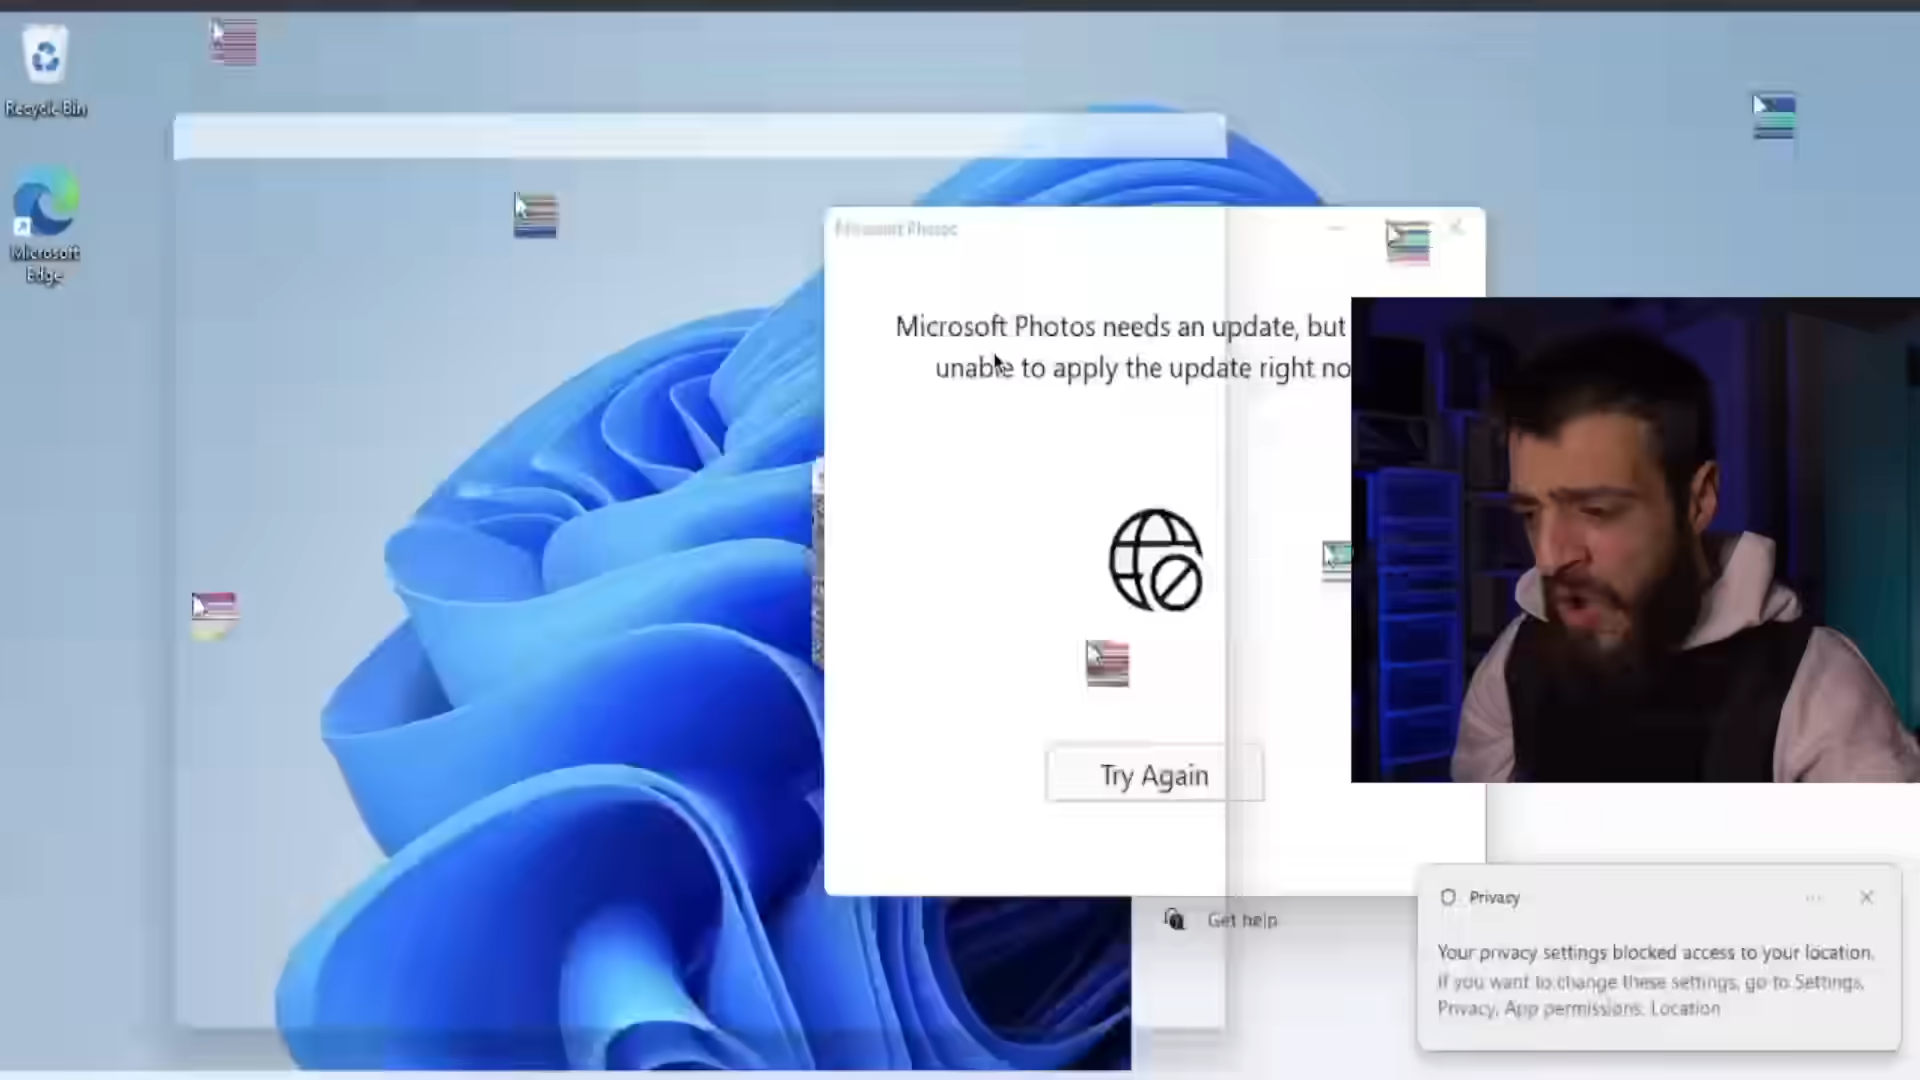 Recycle Bin
Microsoft
Edge
Microsoft Photos
Microsoft Photos needs an update, but
unable to apply the update right no
Try Again
Get help
Privacy
Your privacy settings blocked access to your location.
If you want to change these settings, go to Settings,
Privacy, App permissions, Location